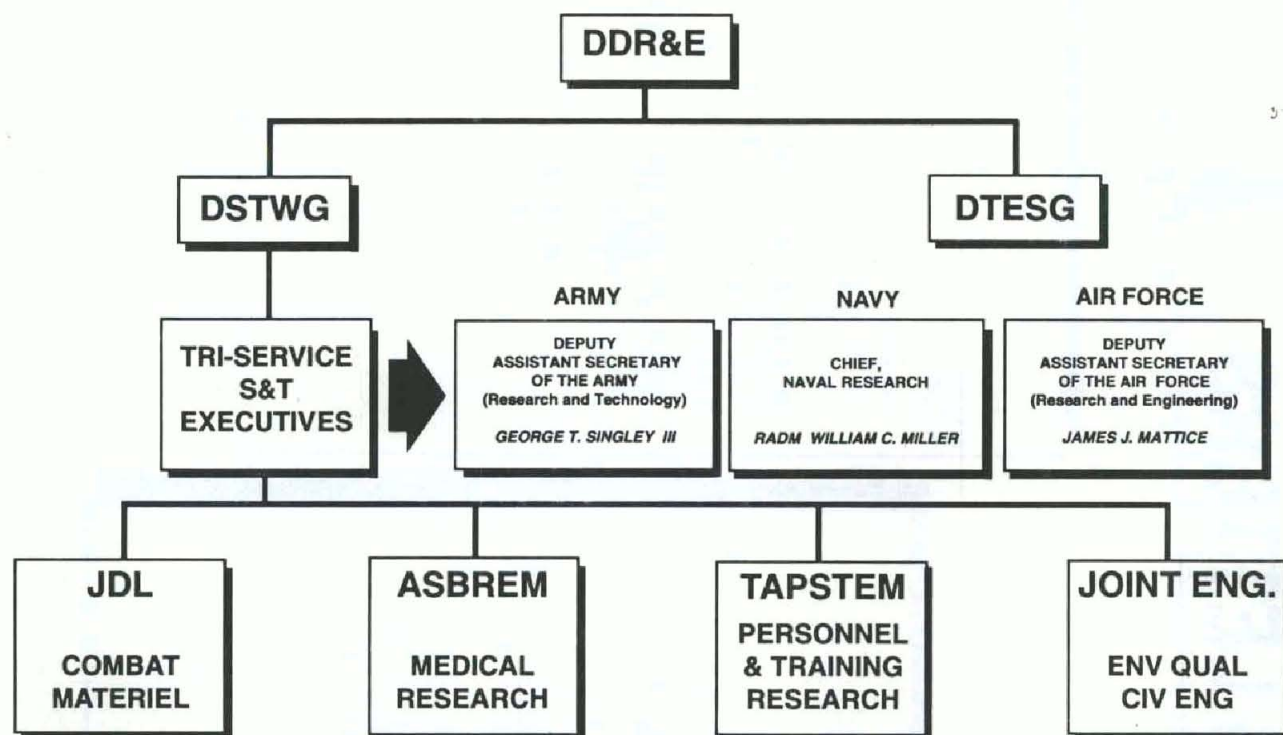 DDR&E
DSTWG
DTESG
TRI-SERVICE
S&T
EXECUTIVES
ARMY
DEPUTY
ASSISTANT SECRETARY
OF THE ARMY
(Research and Technology)
GEORGE T. SINGLEY III
NAVY
CHIEF,
NAVAL RESEARCH
RADM WILLIAM C. MILLER
AIR FORCE
DEPUTY
ASSISTANT SECRETARY
OF THE AIR FORCE
(Research and Engineering)
JAMES J. MATTICE
JDL
COMBAT
MATERIEL
ASBREM
MEDICAL
RESEARCH
TAPSTEM
PERSONNEL
& TRAINING
RESEARCH
JOINT ENG.
ENV QUAL
CIV ENG